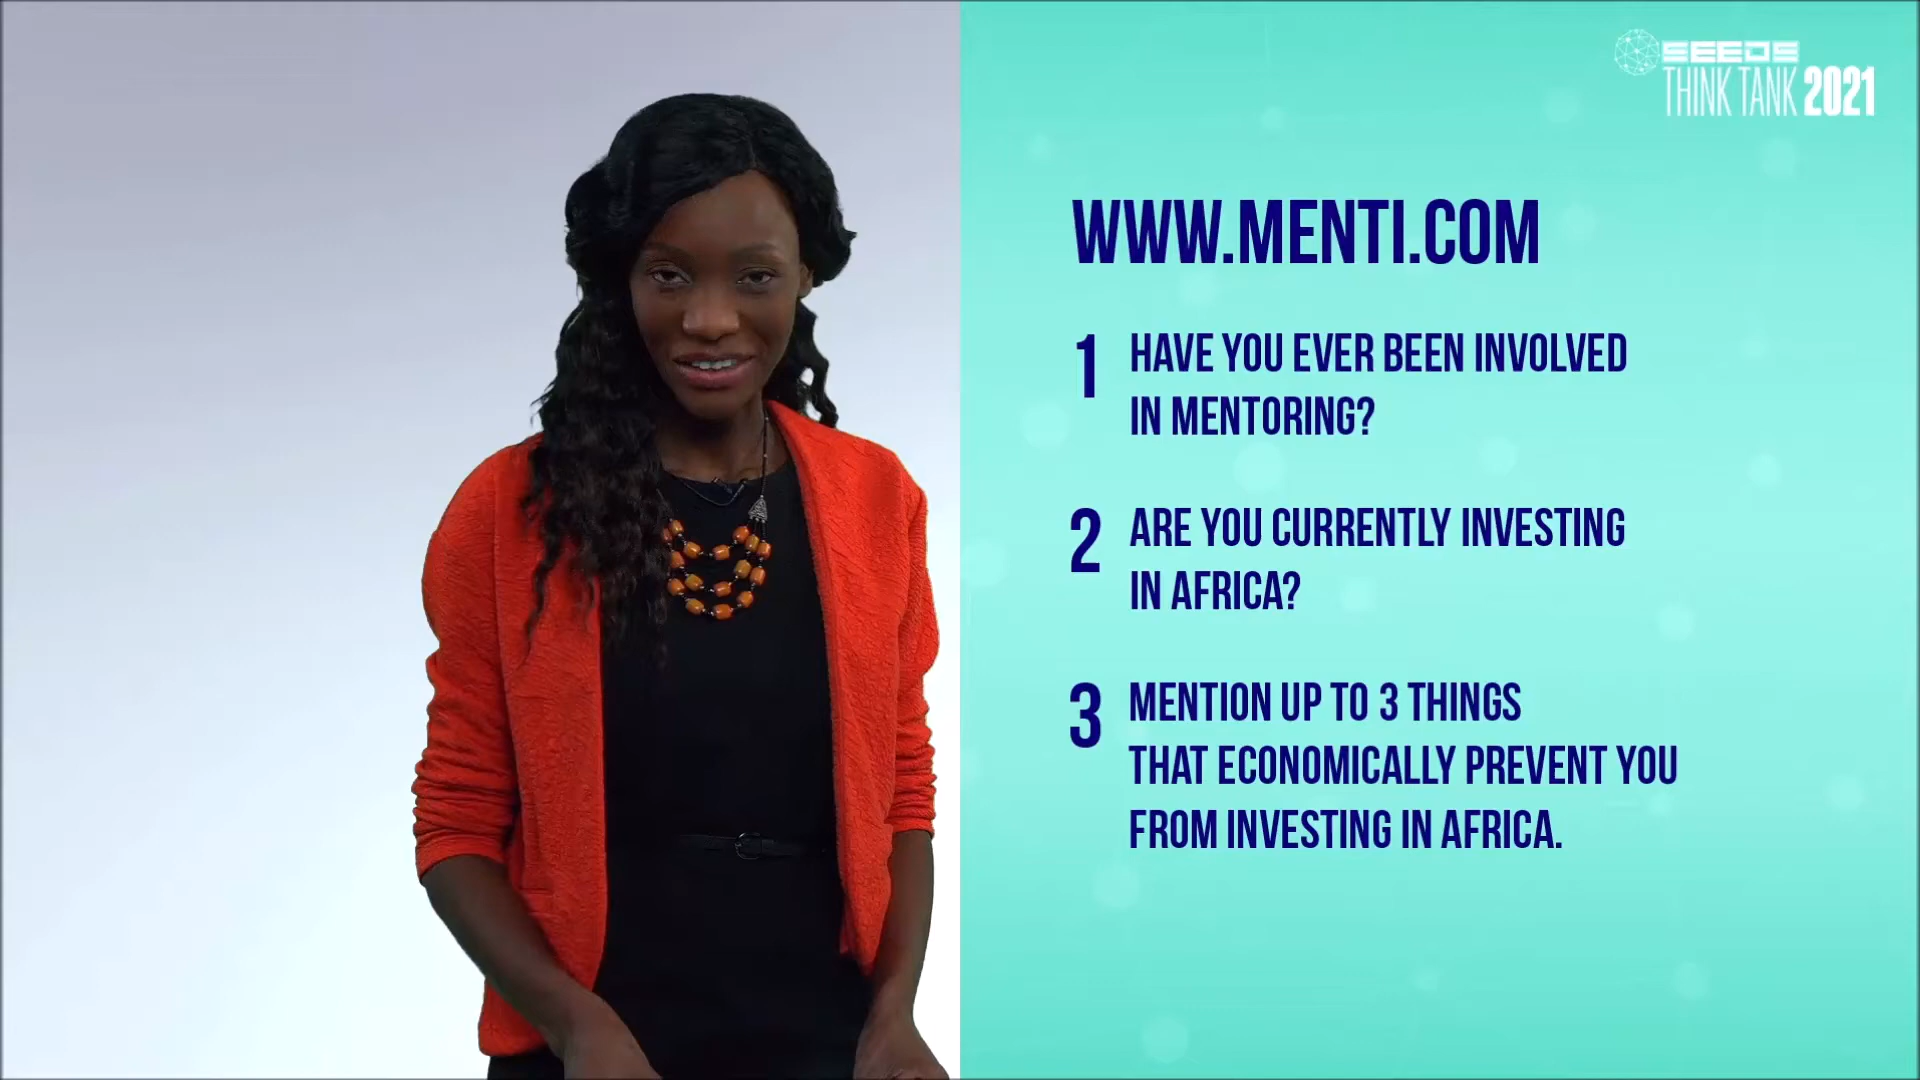 SEEDS
THINK TANK 2021
WWW.MENTI.COM
1 HAVE YOU EVER BEEN INVOLVED
IN MENTORING?
2 ARE YOU CURRENTLY INVESTING
IN AFRICA?
3 MENTION UP TO 3 THINGS
THAT ECONOMICALLY PREVENT YOU
FROM INVESTING IN AFRICA.